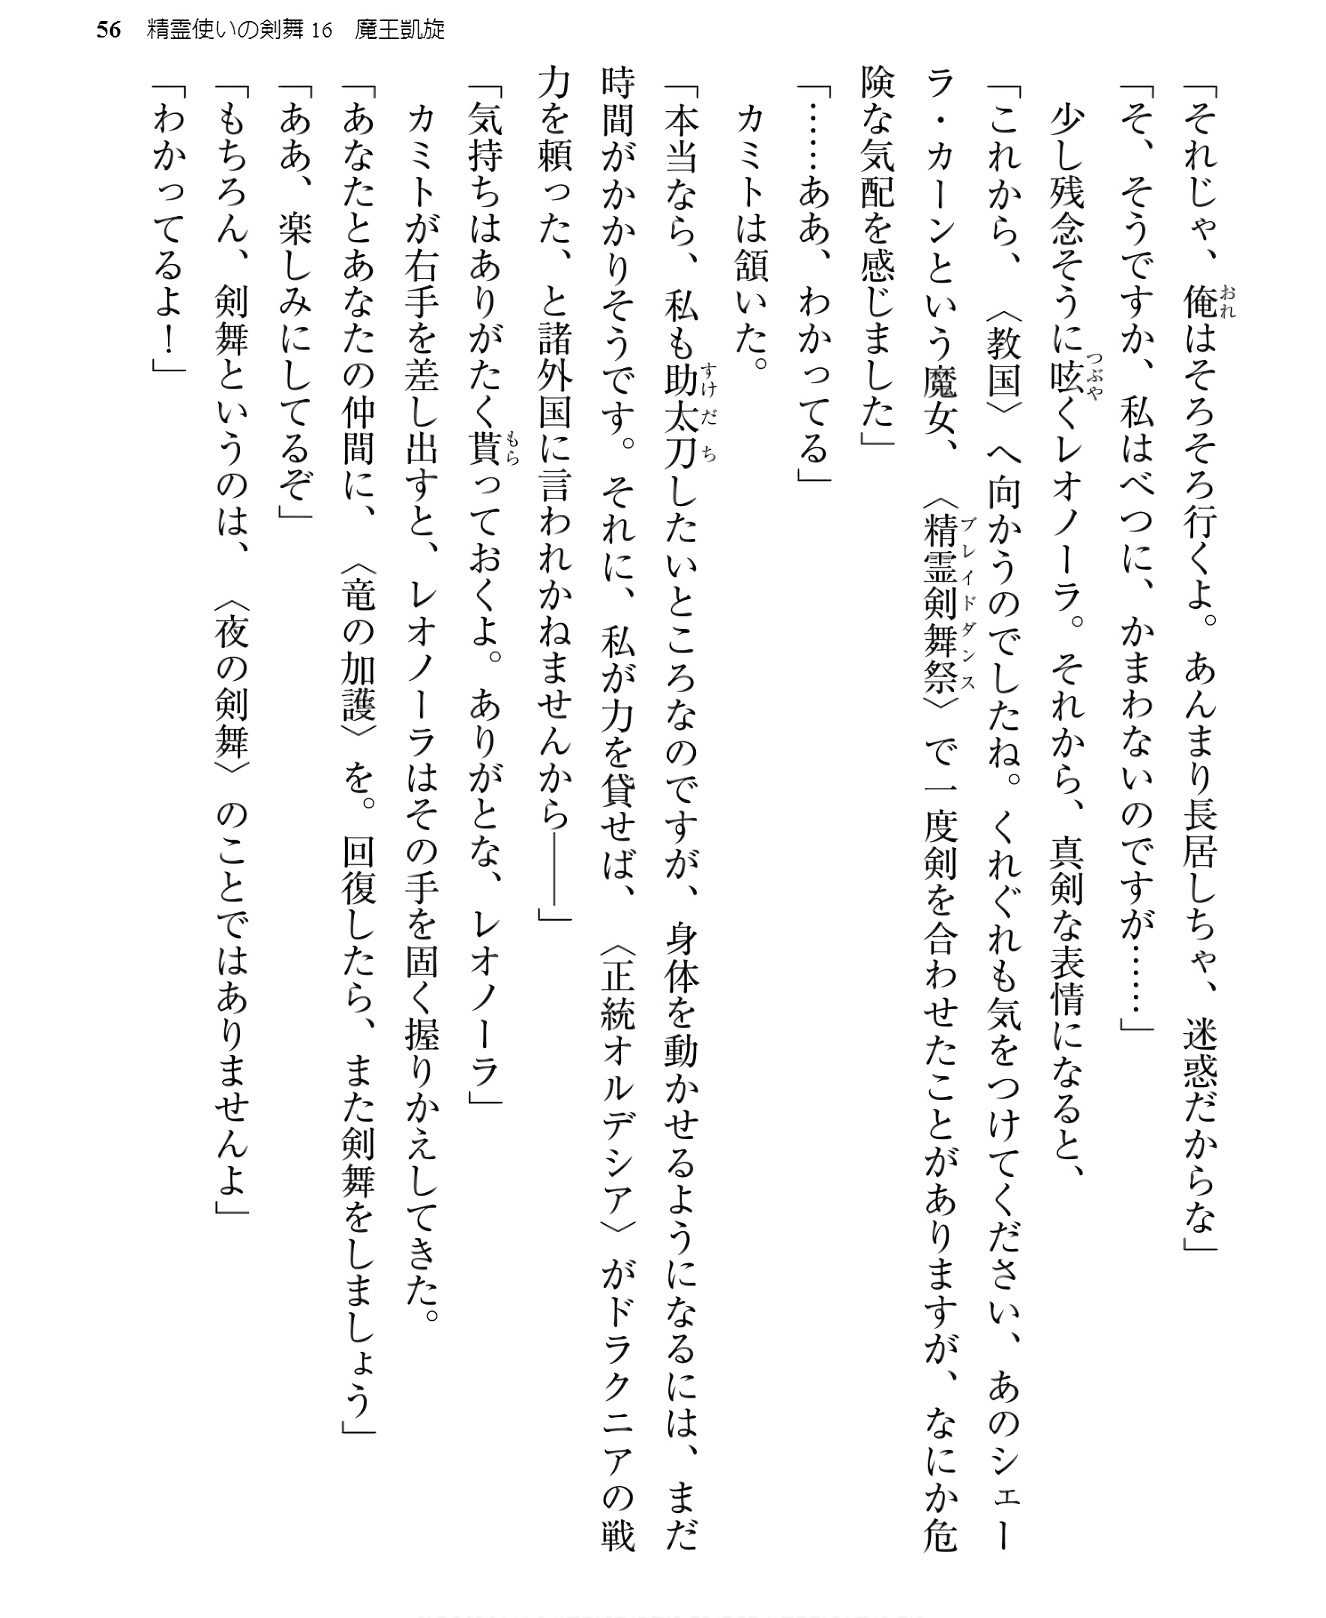 56 精霊使いの剣舞16 魔王凱旋
「それじゃ、俺はそろそろ行くよ。あんまり長居しちゃ、迷惑だからな」
「そ、そうですか、私はべつに、かまわないのですが……」
　少し残念そうに呟くレオノーラ。それから、真剣な表情になると、
「これから、〈教国〉へ向かうのでしたね。くれぐれも気をつけてください、あのシェー
ラ・カーンという魔女、〈精霊剣舞祭〉で一度剣を合わせたことがありますが、なにか危
険な気配を感じました」
「……ああ、わかってる」
　カミトは頷いた。
「本当なら、私も助太刀したいところなのですが、身体を動かせるようになるには、まだ
時間がかかりそうです。それに、私が力を貸せば、〈正統オルデシア〉がドラクニアの戦
力を頼った、と諸外国に言われかねませんから――」
「気持ちはありがたく貰っておくよ。ありがとな、レオノーラ」
　カミトが右手を差し出すと、レオノーラはその手を固く握りかえしてきた。
「あなたとあなたの仲間に、〈竜の加護〉を。回復したら、また剣舞をしましょう」
「ああ、楽しみにしてるぞ」
「もちろん、剣舞というのは、〈夜の剣舞〉のことではありませんよ」
「わかってるよ！」